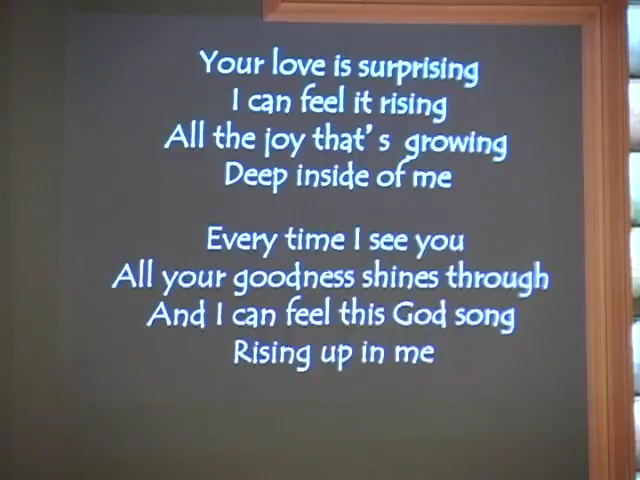 Your love is surprising
I can feel it rising
All the joy that's growing
Deep inside of me
Every time I see you
All your goodness shines through
And I can feel this God song
Rising up in me